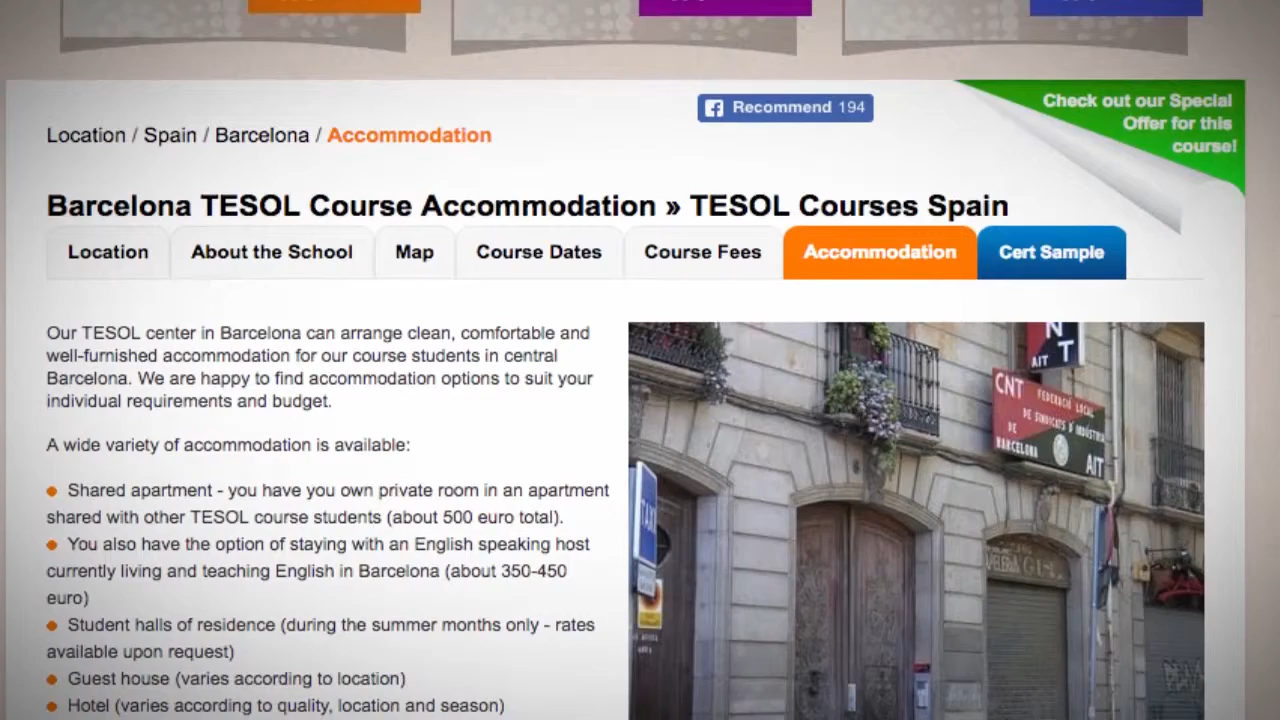 Recommend 194
Check out our Special
Offer for this
course!
Location / Spain / Barcelona / Accommodation
Barcelona TESOL Course Accommodation » TESOL Courses Spain
Location
About the School
Map
Course Dates
Course Fees
Accommodation
Cert Sample
Our TESOL center in Barcelona can arrange clean, comfortable and
well-furnished accommodation for our course students in central
Barcelona. We are happy to find accommodation options to suit your
individual requirements and budget.
A wide variety of accommodation is available:
Shared apartment - you have you own private room in an apartment
shared with other TESOL course students (about 500 euro total).
You also have the option of staying with an English speaking host
currently living and teaching English in Barcelona (about 350-450
euro)
Student halls of residence (during the summer months only - rates
available upon request)
Guest house (varies according to location)
Hotel (varies according to quality, location and season)
N
T
AIT
CNT
FEDERACIÓ LOCAL
DE SINDICATS D'INDÚSTRIA
DE
BARCELONA
AIT